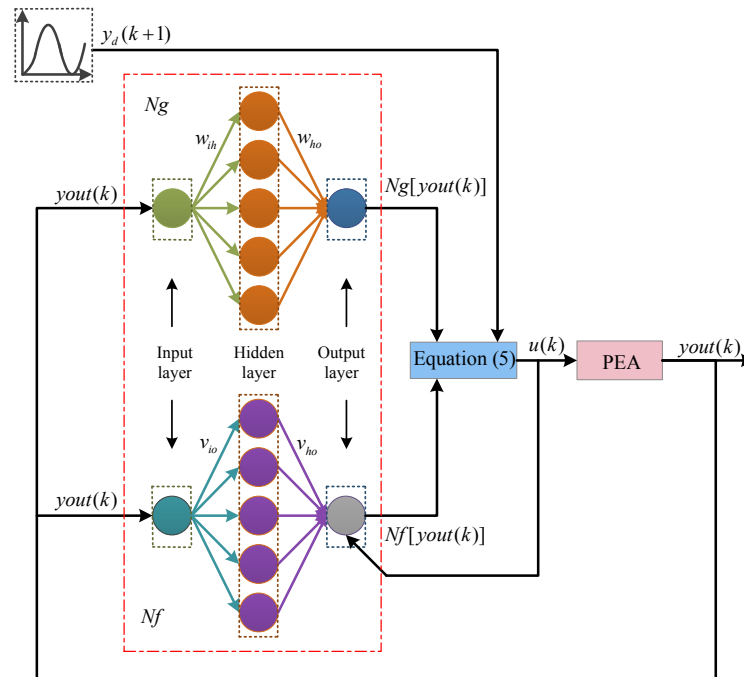 y_d(k+1)
Ng
w_ih
w_ho
yout(k)
Ng[yout(k)]
Input layer
Hidden layer
Output layer
Equation (5)
u(k)
PEA
yout(k)
v_io
v_ho
yout(k)
Nf[yout(k)]
Nf